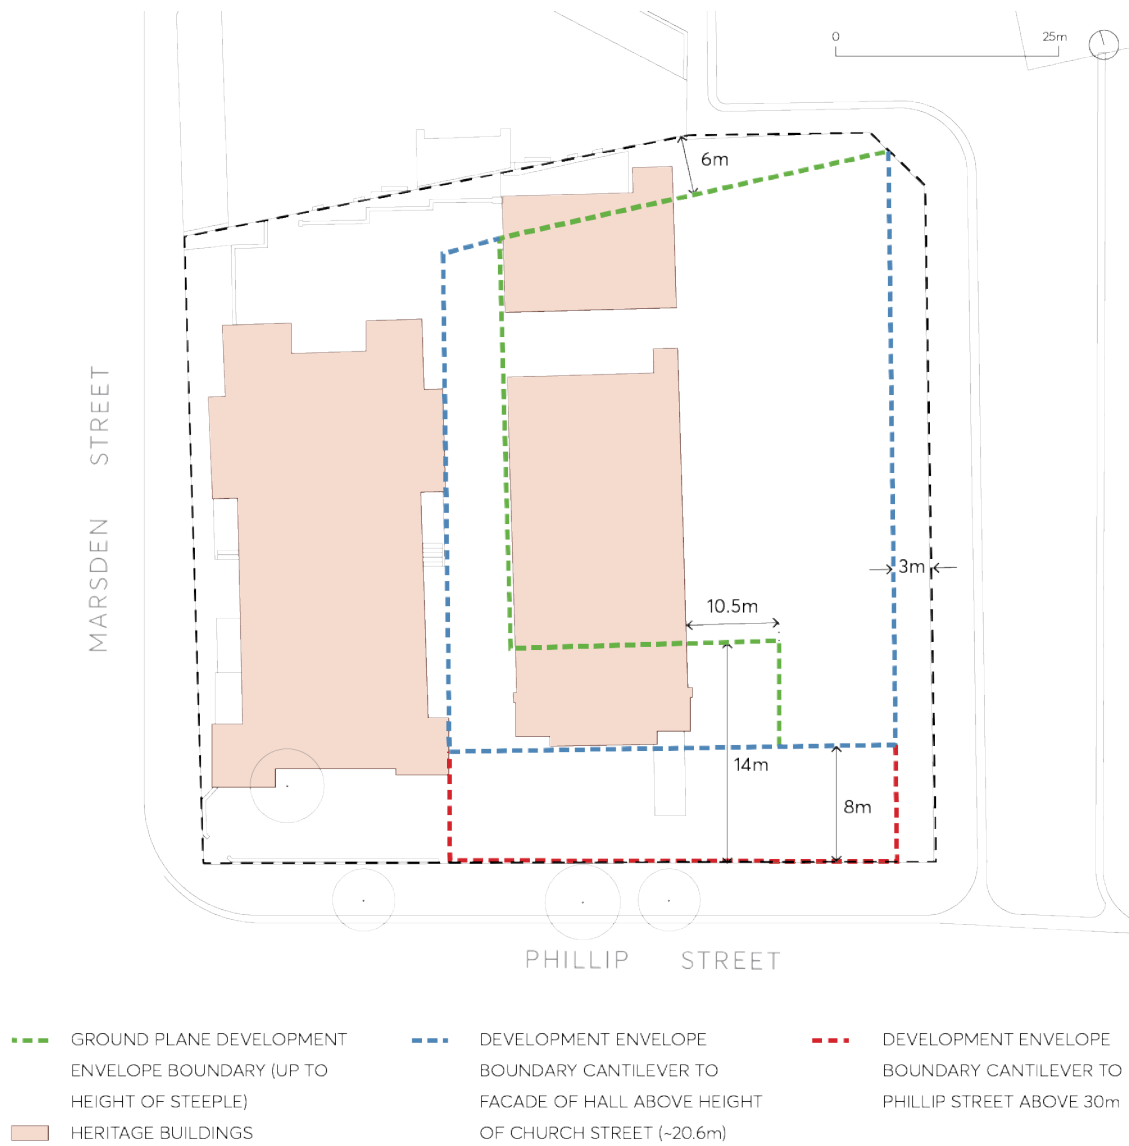 0 25m
6m
MARSDEN STREET
3m
10.5m
14m
8m
PHILLIP STREET
GROUND PLANE DEVELOPMENT
ENVELOPE BOUNDARY (UP TO
HEIGHT OF STEEPLE)
HERITAGE BUILDINGS
DEVELOPMENT ENVELOPE
BOUNDARY CANTILEVER TO
FACADE OF HALL ABOVE HEIGHT
OF CHURCH STREET (~20.6m)
DEVELOPMENT ENVELOPE
BOUNDARY CANTILEVER TO
PHILLIP STREET ABOVE 30m